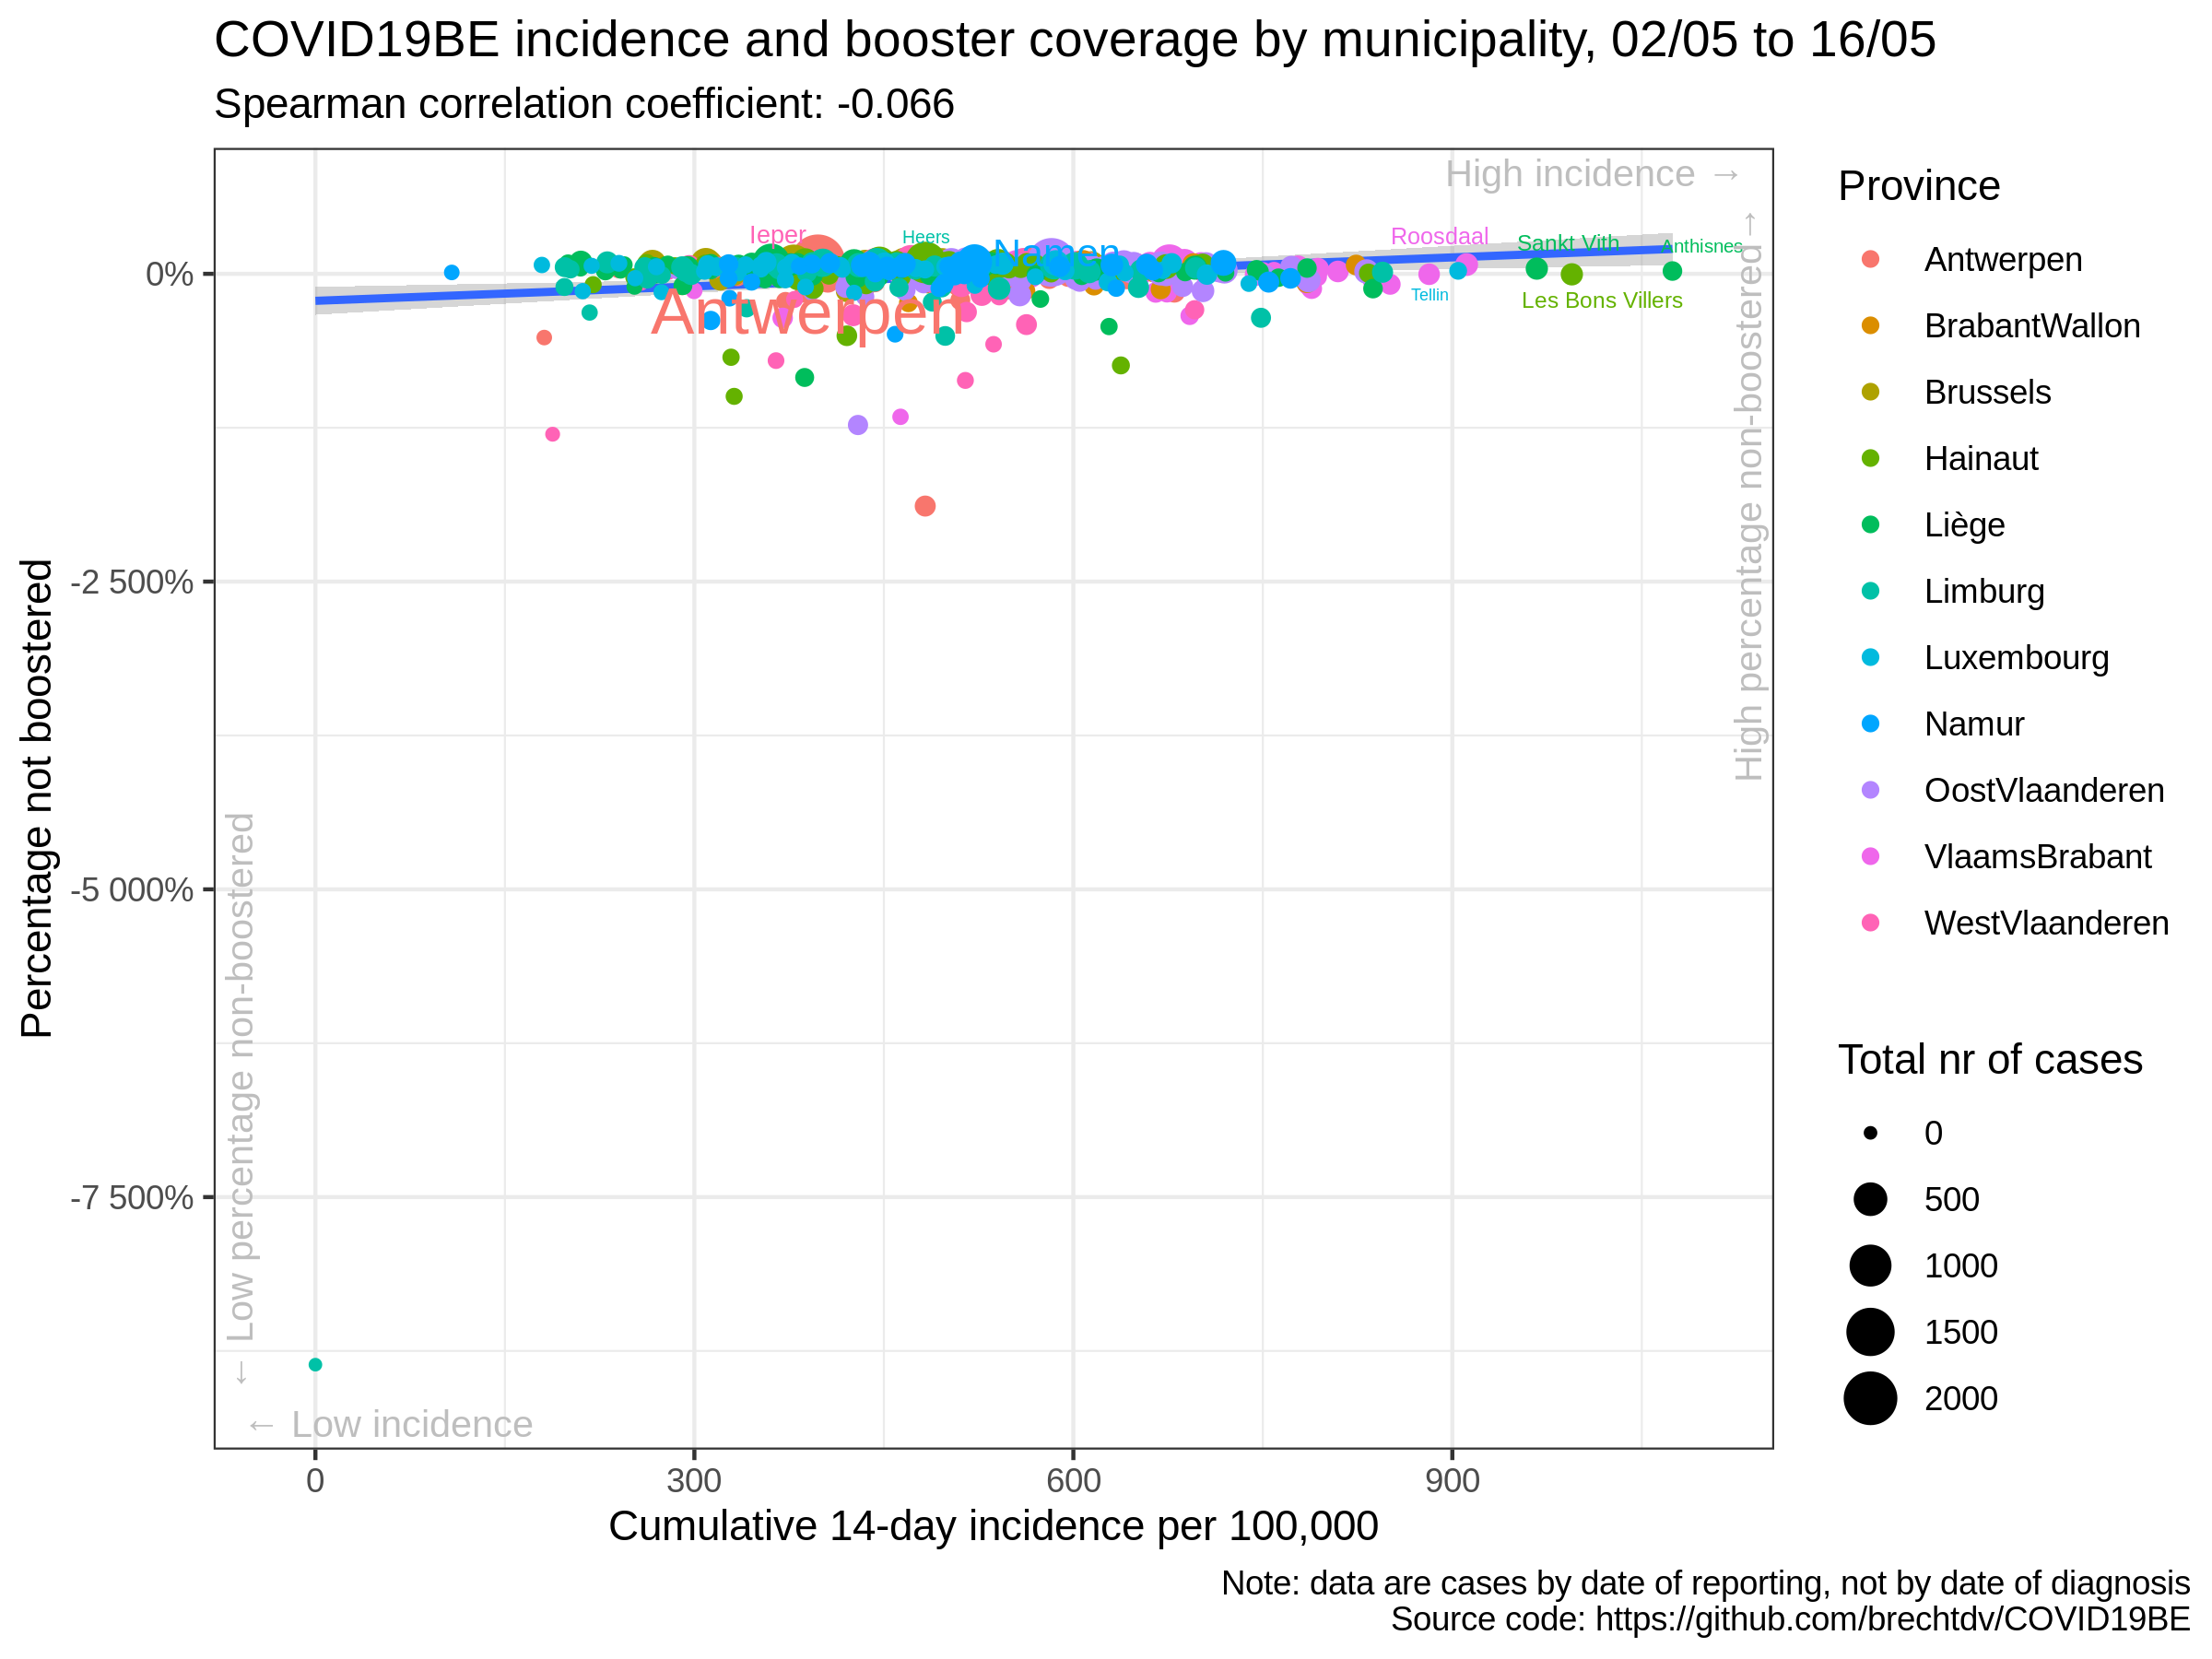 COVID19BE incidence and booster coverage by municipality, 02/05 to 16/05
Spearman correlation coefficient: -0.066
High incidence →
High percentage non-boostered →
← Low percentage non-boostered
← Low incidence
Ieper
Heers
Namen
Roosdaal
Sankt Vith
Anthisnes
Tellin
Les Bons Villers
Antwerpen
Percentage not boostered
0%
-2 500%
-5 000%
-7 500%
0
300
600
900
Cumulative 14-day incidence per 100,000
Province
Antwerpen
BrabantWallon
Brussels
Hainaut
Liège
Limburg
Luxembourg
Namur
OostVlaanderen
VlaamsBrabant
WestVlaanderen
Total nr of cases
0
500
1000
1500
2000
Note: data are cases by date of reporting, not by date of diagnosis
Source code: https://github.com/brechtdv/COVID19BE